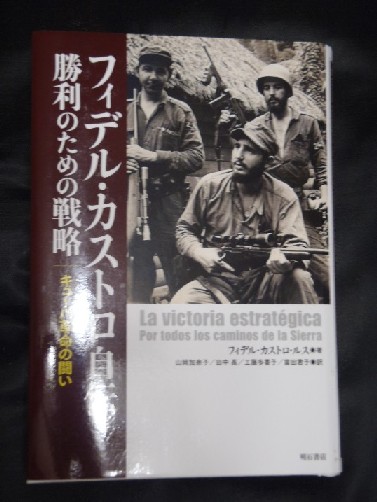 フィデル・カストロ自
勝利のための戦略
キューバ革命の闘い
La victoria estratégica
Por todos los caminos de la Sierra
フィデル・カストロ・ルス◆著
明石書店